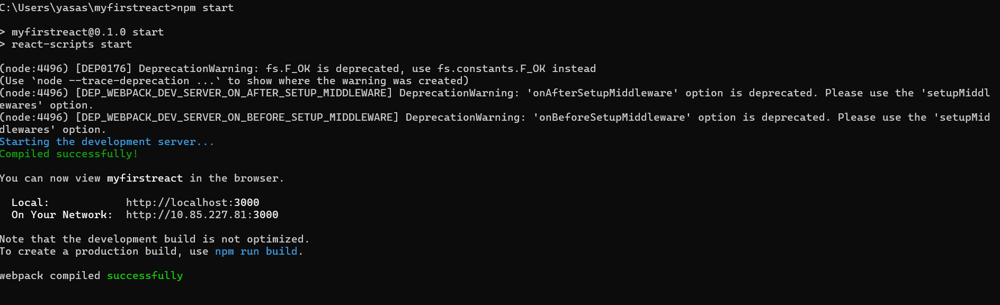 C:\Users\yasas\myfirstreact>npm start
> myfirstreact@0.1.0 start
> react-scripts start
(node:4496) [DEP0176] DeprecationWarning: fs.F_OK is deprecated, use fs.constants.F_OK instead
(Use `node --trace-deprecation ...` to show where the warning was created)
(node:4496) [DEP_WEBPACK_DEV_SERVER_ON_AFTER_SETUP_MIDDLEWARE] DeprecationWarning: 'onAfterSetupMiddleware' option is deprecated. Please use the 'setupMiddl
ewares' option.
(node:4496) [DEP_WEBPACK_DEV_SERVER_ON_BEFORE_SETUP_MIDDLEWARE] DeprecationWarning: 'onBeforeSetupMiddleware' option is deprecated. Please use the 'setupMid
dlewares' option.
Starting the development server...
Compiled successfully!
You can now view myfirstreact in the browser.
Local: http://localhost:3000
On Your Network: http://10.85.227.81:3000
Note that the development build is not optimized.
To create a production build, use npm run build.
webpack compiled successfully